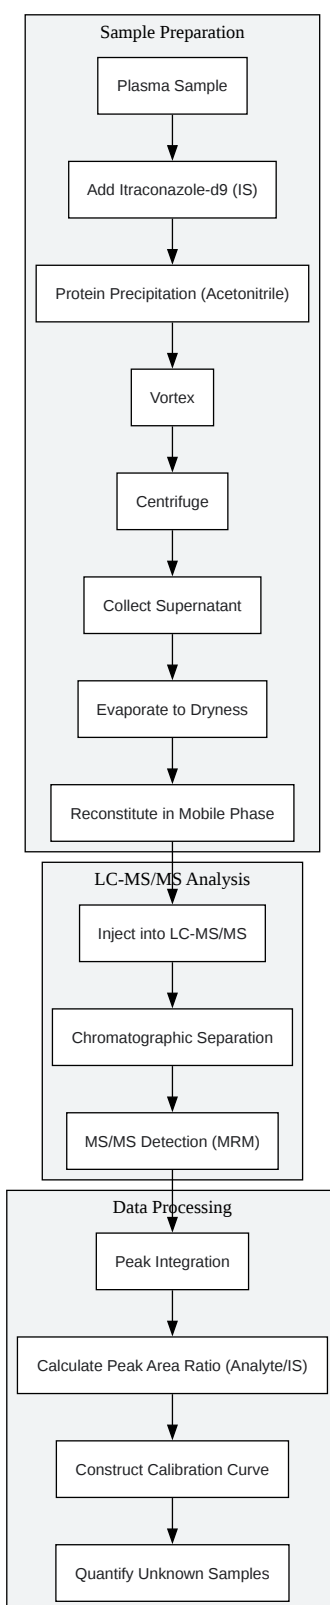 Sample Preparation
Plasma Sample
Add Itraconazole-d9 (IS)
Protein Precipitation (Acetonitrile)
Vortex
Centrifuge
Collect Supernatant
Evaporate to Dryness
Reconstitute in Mobile Phase
LC-MS/MS Analysis
Inject into LC-MS/MS
Chromatographic Separation
MS/MS Detection (MRM)
Data Processing
Peak Integration
Calculate Peak Area Ratio (Analyte/IS)
Construct Calibration Curve
Quantify Unknown Samples